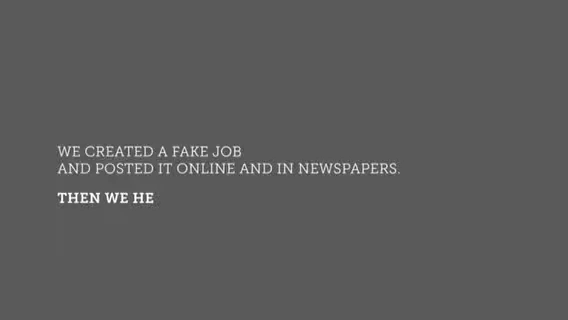 WE CREATED A FAKE JOB
AND POSTED IT ONLINE AND IN NEWSPAPERS.
THEN WE HE